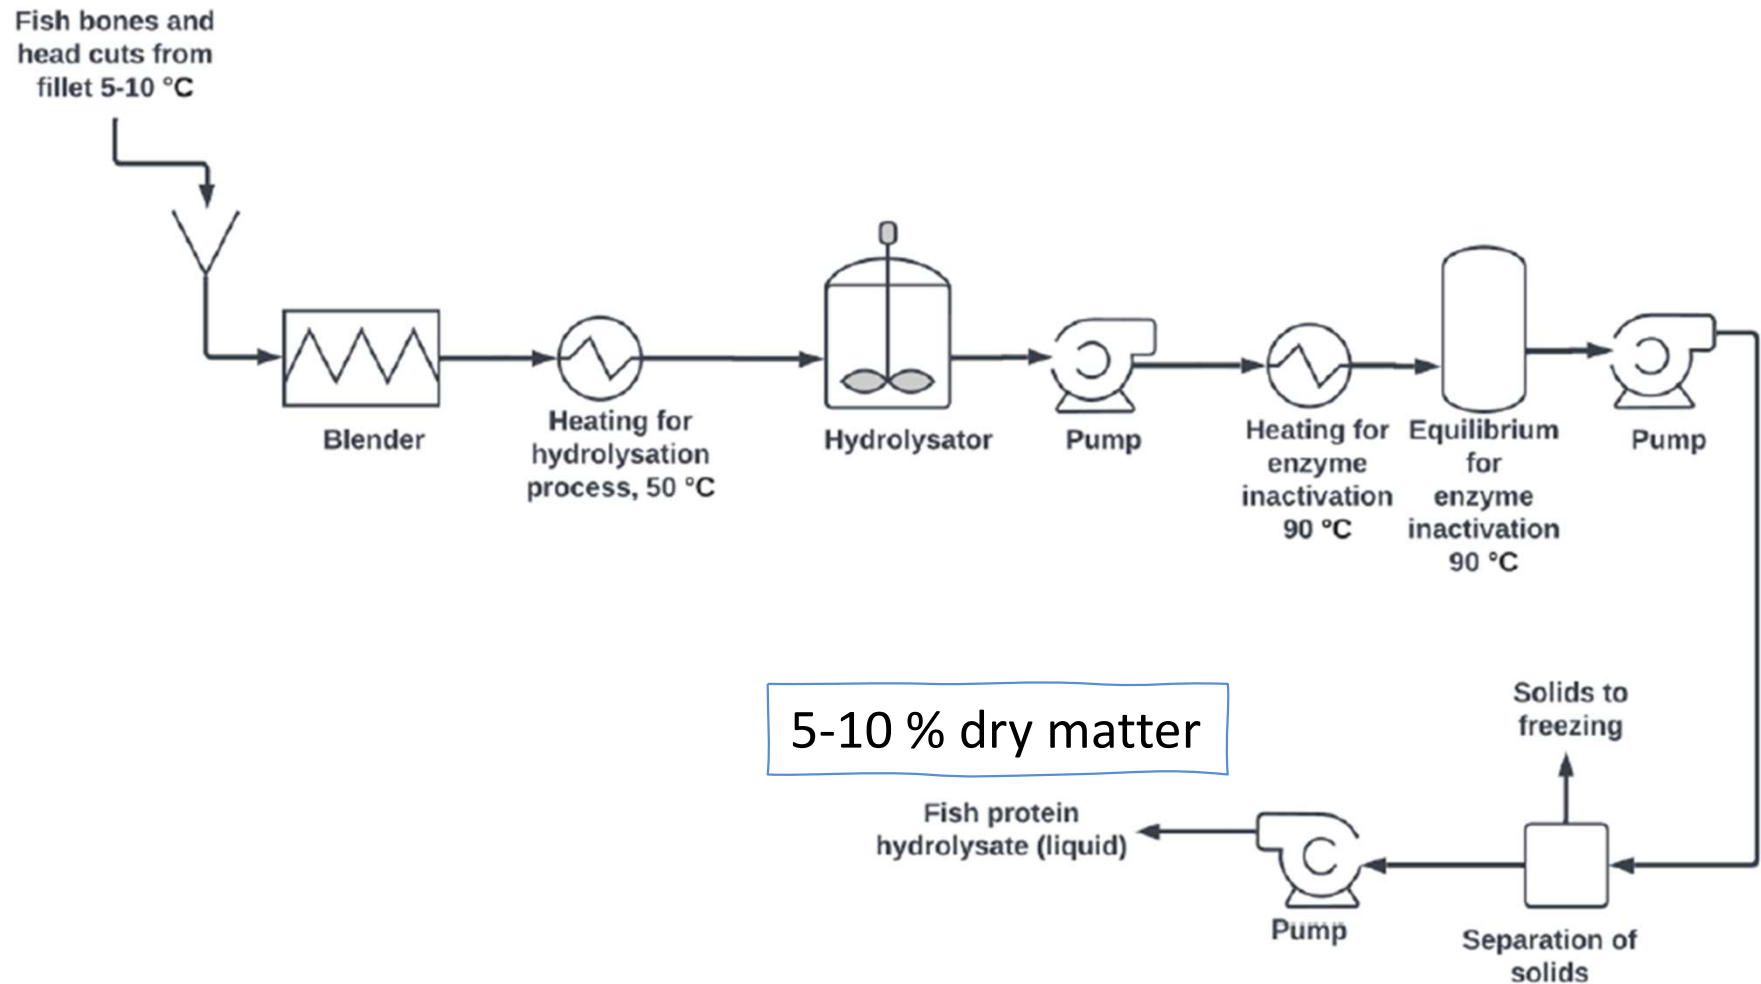 Fish bones and
head cuts from
fillet 5-10 °C
Blender
Heating for
hydrolysation
process, 50 °C
Hydrolysator
Pump
Heating for
enzyme
inactivation
90 °C
Equilibrium
for
enzyme
inactivation
90 °C
Pump
5-10 % dry matter
Solids to
freezing
Fish protein
hydrolysate (liquid)
Pump
Separation of
solids